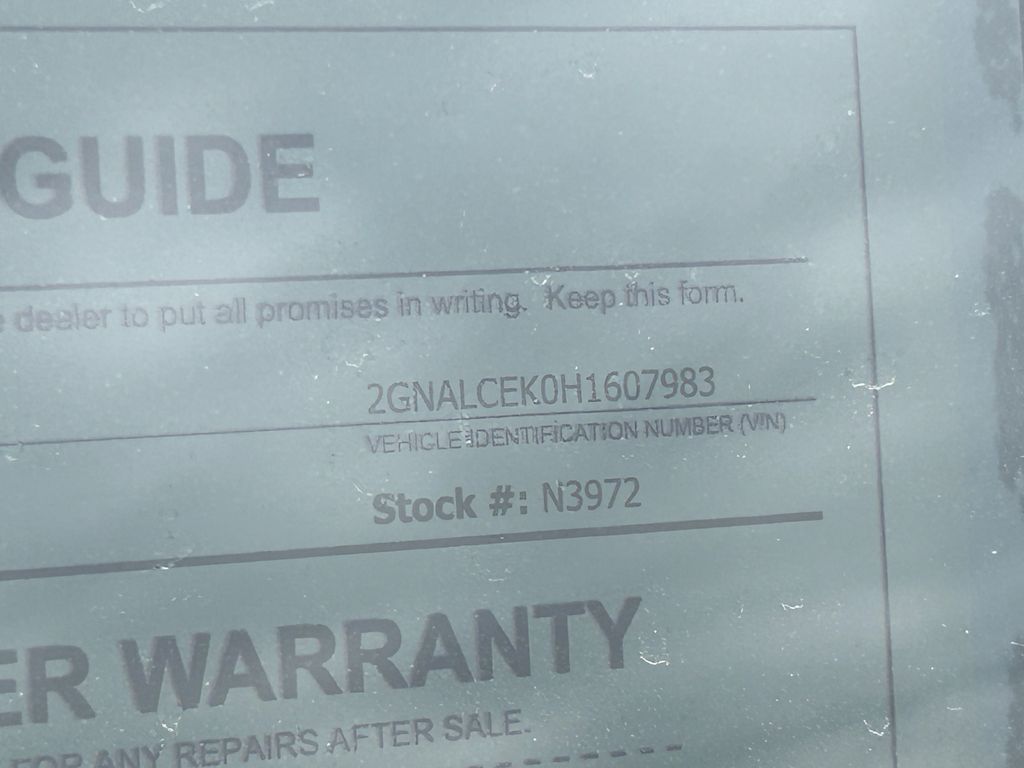 GUIDE
dealer to put all promises in writing. Keep this form.
2GNALCEK0H1607983
VEHICLE IDENTIFICATION NUMBER (VIN)
Stock #: N3972
ER WARRANTY
FOR ANY REPAIRS AFTER SALE.